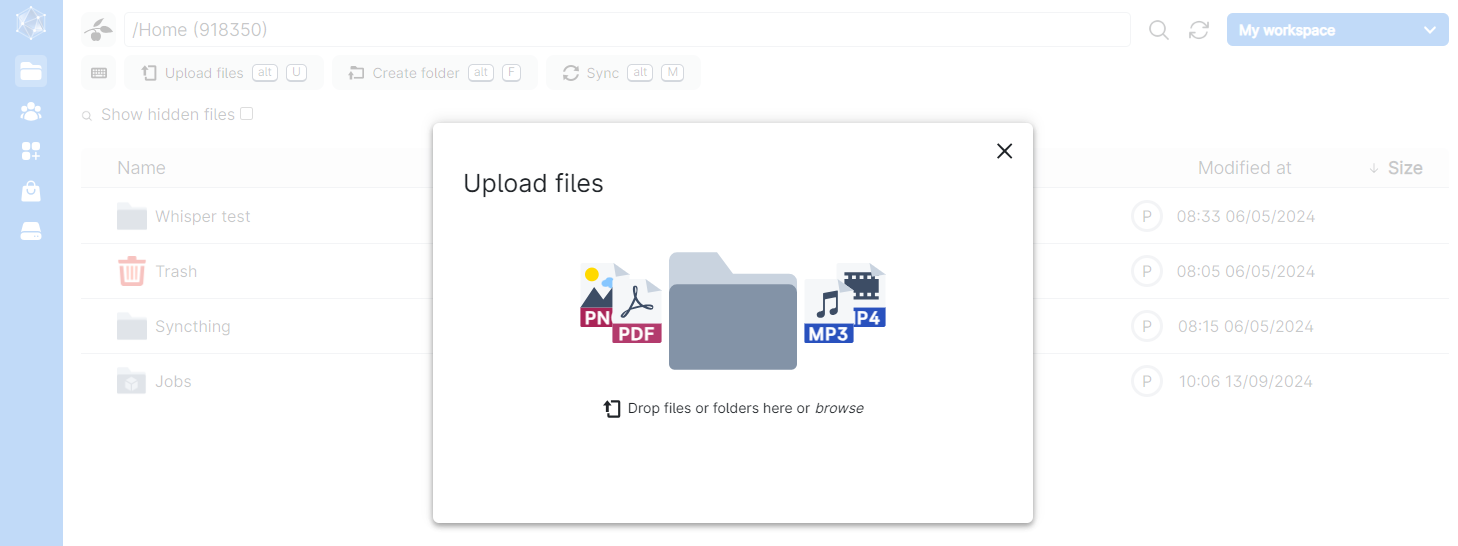 /Home (918350)
My workspace
Upload files alt U
Create folder alt F
Sync alt M
Show hidden files
Name
Modified at
Size
Whisper test
P 08:33 06/05/2024
Trash
P 08:05 06/05/2024
Syncthing
P 08:15 06/05/2024
Jobs
P 10:06 13/09/2024
Upload files
PDF
MP3
Drop files or folders here or browse